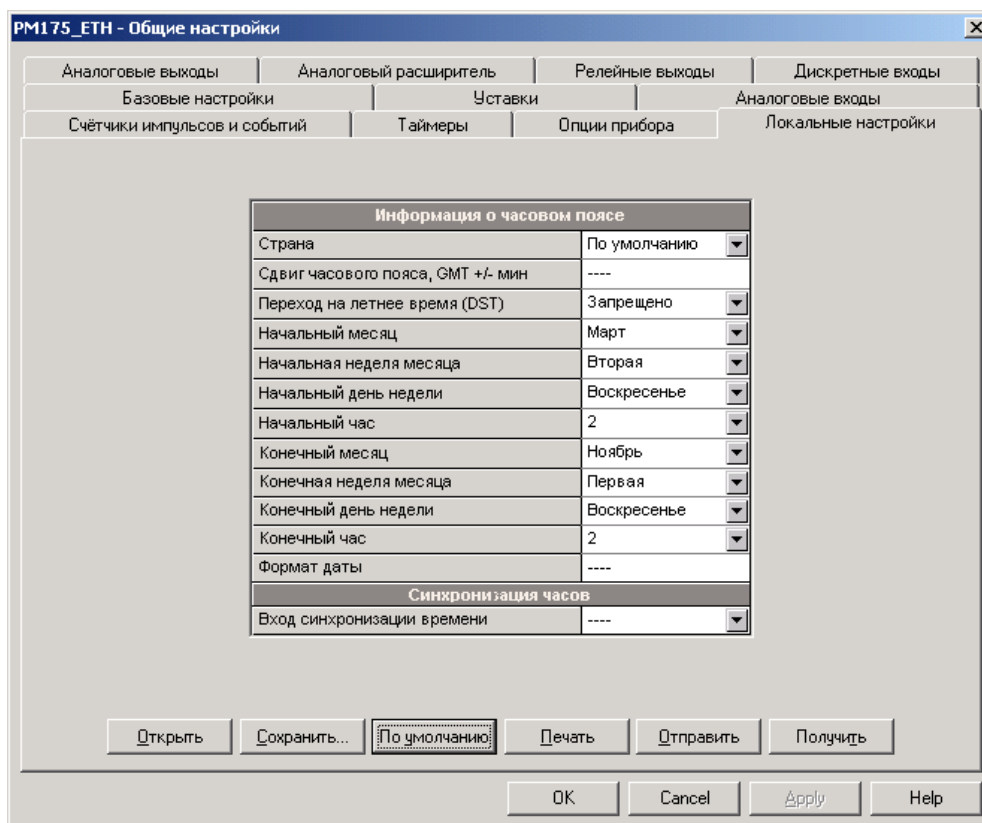 PM175_ETH - Общие настройки
Аналоговые выходы Аналоговый расширитель Релейные выходы Дискретные входы
Базовые настройки Уставки Аналоговые входы
Счётчики импульсов и событий Таймеры Опции прибора Локальные настройки
Информация о часовом поясе
Страна По умолчанию
Сдвиг часового пояса, GMT +/- мин ----
Переход на летнее время (DST) Запрещено
Начальный месяц Март
Начальная неделя месяца Вторая
Начальный день недели Воскресенье
Начальный час 2
Конечный месяц Ноябрь
Конечная неделя месяца Первая
Конечный день недели Воскресенье
Конечный час 2
Формат даты ----
Синхронизация часов
Вход синхронизации времени ----
Открыть Сохранить... По умолчанию Печать Отправить Получить
OK Cancel Apply Help